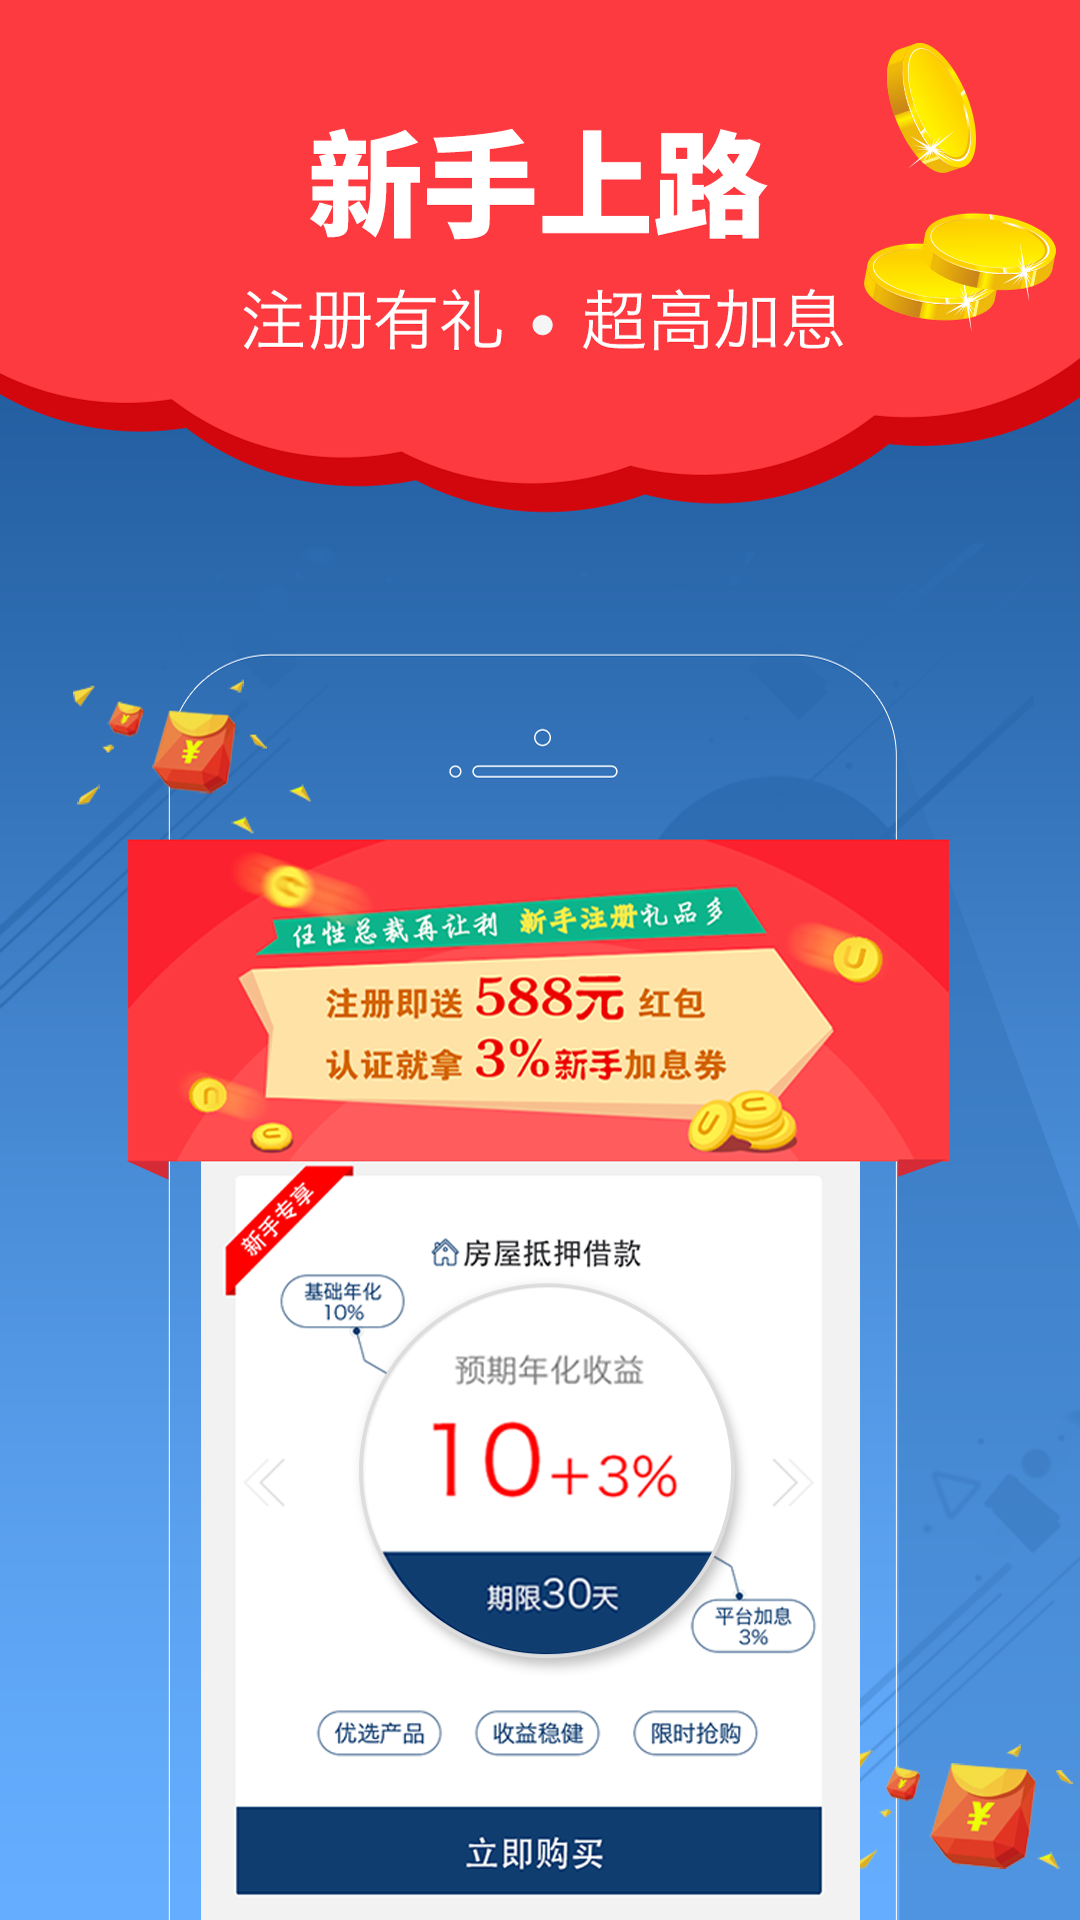 新手上路
注册有礼 • 超高加息
¥
¥
任性总裁再让利 新手注册礼品多
注册即送 588元 红包
认证就拿 3%新手加息券
新手专享
房屋抵押借款
基础年化
10%
预期年化收益
10+3%
期限30天
平台加息
3%
优选产品 收益稳健 限时抢购
¥
¥
立即购买